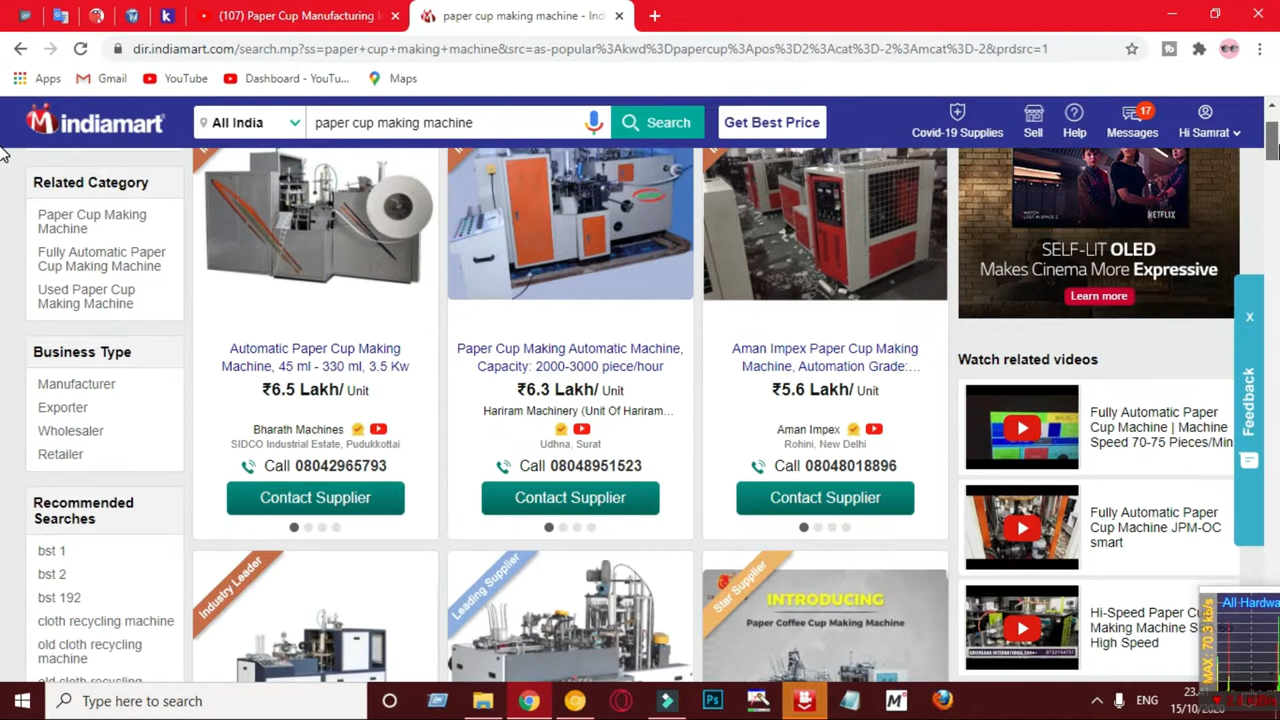 (107) Paper Cup Manufacturing I
paper cup making machine - Ind
dir.indiamart.com/search.mp?ss=paper+cup+making+machine&src=as-popular%3Akwd%3Dpapercup%3Apos%3D2%3Acat%3D-2%3Amcat%3D-2&prdsrc=1
Apps
Gmail
YouTube
Dashboard - YouTu...
Maps
indiamart
All India
paper cup making machine
Search
Get Best Price
Covid-19 Supplies
Sell
Help
17
Messages
Hi Samrat
Related Category
Paper Cup Making
Machine
Fully Automatic Paper
Cup Making Machine
Used Paper Cup
Making Machine
Business Type
Manufacturer
Exporter
Wholesaler
Retailer
Recommended
Searches
bst 1
bst 2
bst 192
cloth recycling machine
old cloth recycling
machine
Automatic Paper Cup Making
Machine, 45 ml - 330 ml, 3.5 Kw
₹6.5 Lakh/ Unit
Bharath Machines
SIDCO Industrial Estate, Pudukkottai
Call 08042965793
Contact Supplier
Paper Cup Making Automatic Machine,
Capacity: 2000-3000 piece/hour
₹6.3 Lakh/ Unit
Hariram Machinery (Unit Of Hariram...
Udhna, Surat
Call 08048951523
Contact Supplier
Aman Impex Paper Cup Making
Machine, Automation Grade:...
₹5.6 Lakh/ Unit
Aman Impex
Rohini, New Delhi
Call 08048018896
Contact Supplier
Industry Leader
Leading Supplier
Star Supplier
INTRODUCING
Paper Coffee Cup Making Machine
WATCH
LOST IN SPACE 2
NETFLIX
SELF-LIT OLED
Makes Cinema More Expressive
Learn more
x
Feedback
Watch related videos
Fully Automatic Paper
Cup Machine | Machine
Speed 70-75 Pieces/Min
Fully Automatic Paper
Cup Machine JPM-OC
smart
Hi-Speed Paper Cu
Making Machine S
High Speed
All-Hardwa
MAX: 70.3 kb/s
Type here to search
ENG
15/10/2020